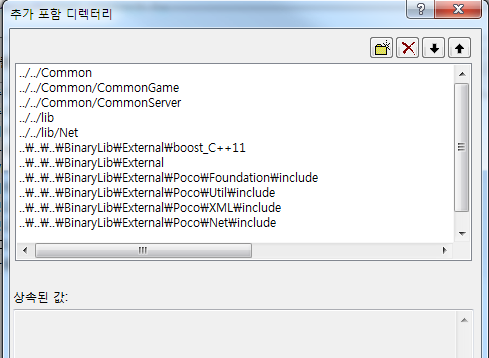 추가 포함 디렉터리
../../Common
../../Common/CommonGame
../../Common/CommonServer
../../lib
../../lib/Net
..₩..₩..₩BinaryLib₩External₩boost_C++11
..₩..₩..₩BinaryLib₩External
..₩..₩..₩BinaryLib₩External₩Poco₩Foundation₩include
..₩..₩..₩BinaryLib₩External₩Poco₩Util₩include
..₩..₩..₩BinaryLib₩External₩Poco₩XML₩include
..₩..₩..₩BinaryLib₩External₩Poco₩Net₩include
상속된 값: